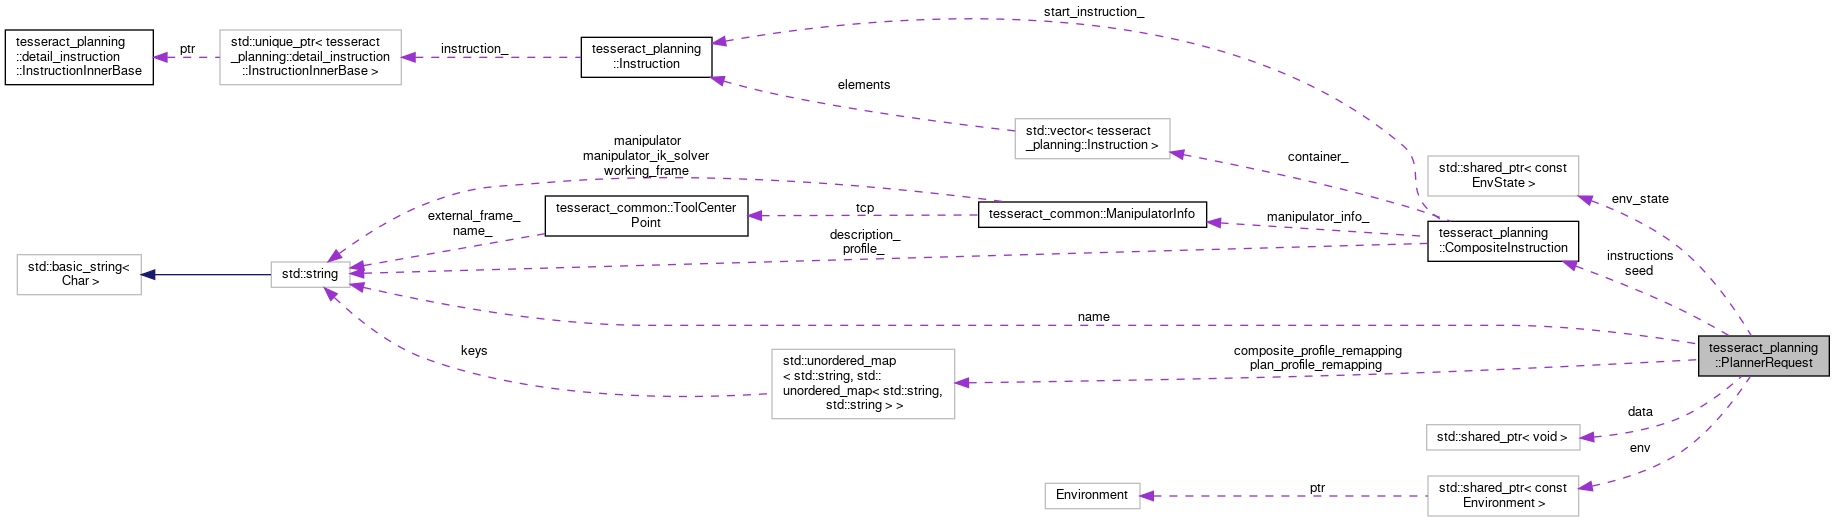 start_instruction_
tesseract_planning
::detail_instruction
::InstructionInnerBase
ptr
std::unique_ptr< tesseract
_planning::detail_instruction
::InstructionInnerBase >
instruction_
tesseract_planning
::Instruction
elements
std::vector< tesseract
_planning::Instruction >
container_
std::shared_ptr< const
EnvState >
env_state
manipulator
manipulator_ik_solver
working_frame
external_frame_
name_
tesseract_common::ToolCenter
Point
tcp
tesseract_common::ManipulatorInfo
manipulator_info_
tesseract_planning
::CompositeInstruction
description_
profile_
instructions
seed
std::basic_string<
Char >
std::string
name
tesseract_planning
::PlannerRequest
keys
std::unordered_map
< std::string, std::
unordered_map< std::string,
std::string > >
composite_profile_remapping
plan_profile_remapping
data
std::shared_ptr< void >
env
Environment
ptr
std::shared_ptr< const
Environment >